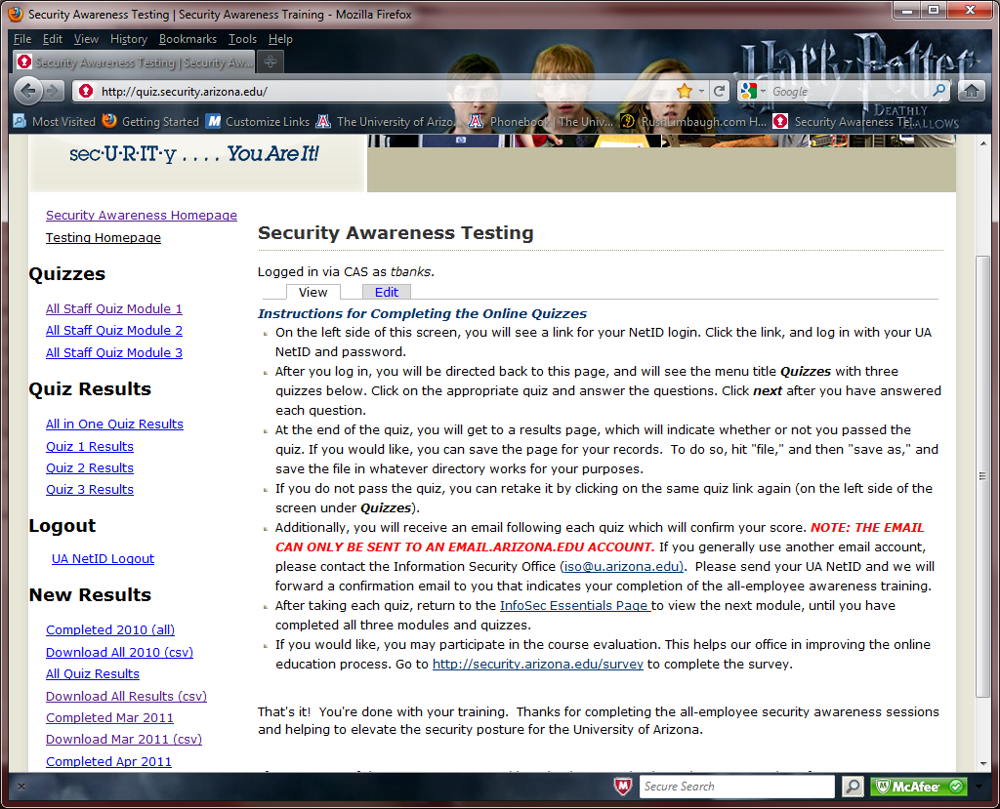 Security Awareness Testing | Security Awareness Training - Mozilla Firefox
File Edit View History Bookmarks Tools Help
Security Awareness Testing | Security Aw...
Harry Potter
http://quiz.security.arizona.edu/
Google
DEATHLY HALLOWS
Most Visited Getting Started Customize Links The University of Arizo... Phonebook | The Univ... RushLimbaugh.com H... Security Awareness Te...
sec·U·R·IT·y . . . . You Are It!
Security Awareness Homepage
Testing Homepage
Quizzes
All Staff Quiz Module 1
All Staff Quiz Module 2
All Staff Quiz Module 3
Quiz Results
All in One Quiz Results
Quiz 1 Results
Quiz 2 Results
Quiz 3 Results
Logout
UA NetID Logout
New Results
Completed 2010 (all)
Download All 2010 (csv)
All Quiz Results
Download All Results (csv)
Completed Mar 2011
Download Mar 2011 (csv)
Completed Apr 2011
Security Awareness Testing
Logged in via CAS as tbanks.
View Edit
Instructions for Completing the Online Quizzes
On the left side of this screen, you will see a link for your NetID login. Click the link, and log in with your UA
NetID and password.
After you log in, you will be directed back to this page, and will see the menu title Quizzes with three
quizzes below. Click on the appropriate quiz and answer the questions. Click next after you have answered
each question.
At the end of the quiz, you will get to a results page, which will indicate whether or not you passed the
quiz. If you would like, you can save the page for your records. To do so, hit "file," and then "save as," and
save the file in whatever directory works for your purposes.
If you do not pass the quiz, you can retake it by clicking on the same quiz link again (on the left side of the
screen under Quizzes).
Additionally, you will receive an email following each quiz which will confirm your score. NOTE: THE EMAIL
CAN ONLY BE SENT TO AN EMAIL.ARIZONA.EDU ACCOUNT. If you generally use another email account,
please contact the Information Security Office (iso@u.arizona.edu). Please send your UA NetID and we will
forward a confirmation email to you that indicates your completion of the all-employee awareness training.
After taking each quiz, return to the InfoSec Essentials Page to view the next module, until you have
completed all three modules and quizzes.
If you would like, you may participate in the course evaluation. This helps our office in improving the online
education process. Go to http://security.arizona.edu/survey to complete the survey.
That's it! You're done with your training. Thanks for completing the all-employee security awareness sessions
and helping to elevate the security posture for the University of Arizona.
Secure Search
McAfee